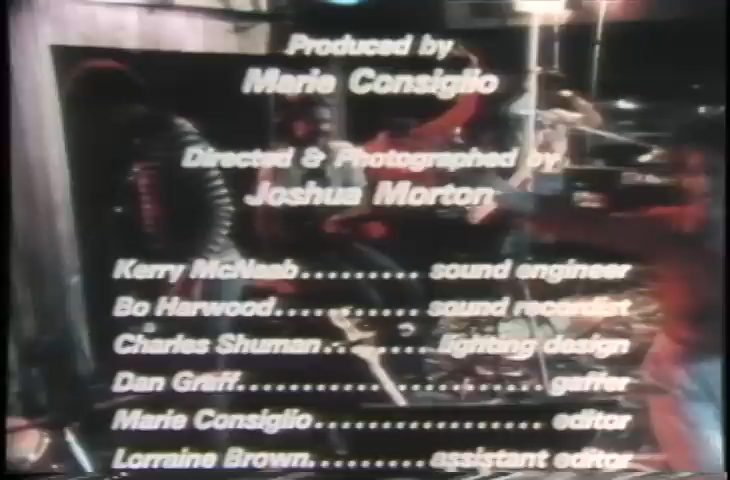 Produced by
Marie Consiglio
Directed & Photographed by
Joshua Morton
Kerry McNabb......... sound engineer
Bo Harwood............ sound recordist
Charles Shuman........ lighting design
Dan Graff....................... gaffer
Marie Consiglio.................. editor
Lorraine Brown......... assistant editor